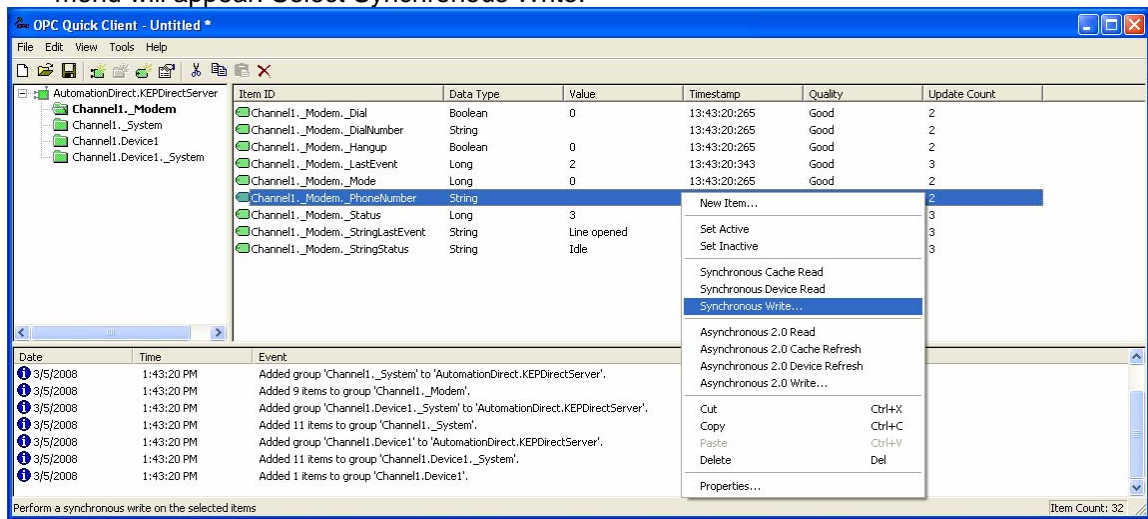 menu will appear. Select Synchronous Write.
OPC Quick Client - Untitled *
File Edit View Tools Help
AutomationDirect.KEPDirectServer
Channel1._Modem
Channel1._System
Channel1.Device1
Channel1.Device1._System
Item ID Data Type Value Timestamp Quality Update Count
Channel1._Modem._Dial Boolean 0 13:43:20:265 Good 2
Channel1._Modem._DialNumber String 13:43:20:265 Good 2
Channel1._Modem._Hangup Boolean 0 13:43:20:265 Good 2
Channel1._Modem._LastEvent Long 2 13:43:20:343 Good 3
Channel1._Modem._Mode Long 0 13:43:20:265 Good 2
Channel1._Modem._PhoneNumber String 2
Channel1._Modem._Status Long 3 3
Channel1._Modem._StringLastEvent String Line opened 3
Channel1._Modem._StringStatus String Idle 3
New Item...
Set Active
Set Inactive
Synchronous Cache Read
Synchronous Device Read
Synchronous Write...
Asynchronous 2.0 Read
Asynchronous 2.0 Cache Refresh
Asynchronous 2.0 Device Refresh
Asynchronous 2.0 Write...
Cut Ctrl+X
Copy Ctrl+C
Paste Ctrl+V
Delete Del
Properties...
Date Time Event
3/5/2008 1:43:20 PM Added group 'Channel1._System' to 'AutomationDirect.KEPDirectServer'.
3/5/2008 1:43:20 PM Added 9 items to group 'Channel1._Modem'.
3/5/2008 1:43:20 PM Added group 'Channel1.Device1._System' to 'AutomationDirect.KEPDirectServer'.
3/5/2008 1:43:20 PM Added 11 items to group 'Channel1._System'.
3/5/2008 1:43:20 PM Added group 'Channel1.Device1' to 'AutomationDirect.KEPDirectServer'.
3/5/2008 1:43:20 PM Added 11 items to group 'Channel1.Device1._System'.
3/5/2008 1:43:20 PM Added 1 items to group 'Channel1.Device1'.
Perform a synchronous write on the selected items Item Count: 32